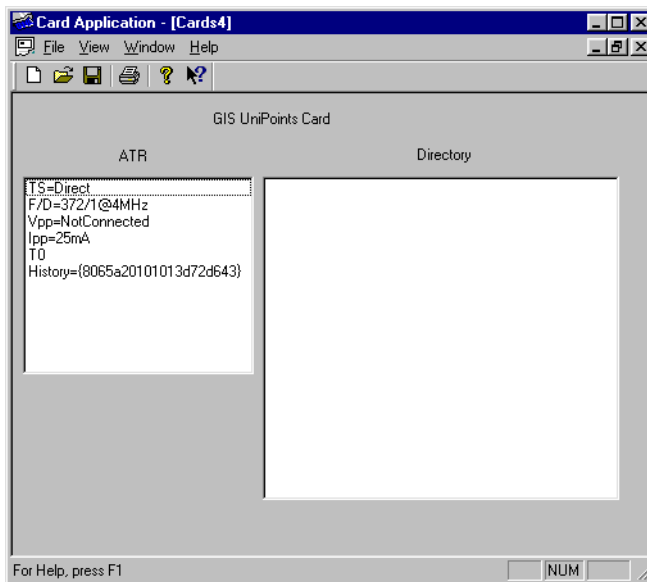 Card Application - [Cards4]
File View Window Help
GIS UniPoints Card
ATR
Directory
TS=Direct
F/D=372/1@4MHz
Vpp=NotConnected
Ipp=25mA
T0
History={8065a20101013d72d643}
For Help, press F1
NUM